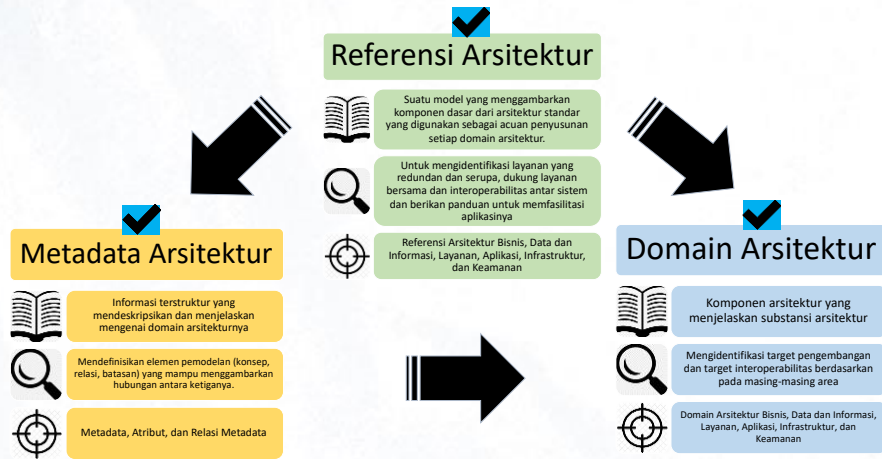 Referensi Arsitektur
Suatu model yang menggambarkan
komponen dasar dari arsitektur standar
yang digunakan sebagai acuan penyusunan
setiap domain arsitektur.
Untuk mengidentifikasi layanan yang
redundan dan serupa, dukung layanan
bersama dan interoperabilitas antar sistem
dan berikan panduan untuk memfasilitasi
aplikasinya
Referensi Arsitektur Bisnis, Data dan
Informasi, Layanan, Aplikasi, Infrastruktur,
dan Keamanan
Metadata Arsitektur
Informasi terstruktur yang
mendeskripsikan dan menjelaskan
mengenai domain arsitekturnya
Mendefinisikan elemen pemodelan (konsep,
relasi, batasan) yang mampu menggambarkan
hubungan antara ketiganya.
Metadata, Atribut, dan Relasi Metadata
Domain Arsitektur
Komponen arsitektur yang
menjelaskan substansi arsitektur
Mengidentifikasi target pengembangan
dan target interoperabilitas berdasarkan
pada masing-masing area
Domain Arsitektur Bisnis, Data dan Informasi,
Layanan, Aplikasi, Infrastruktur, dan
Keamanan